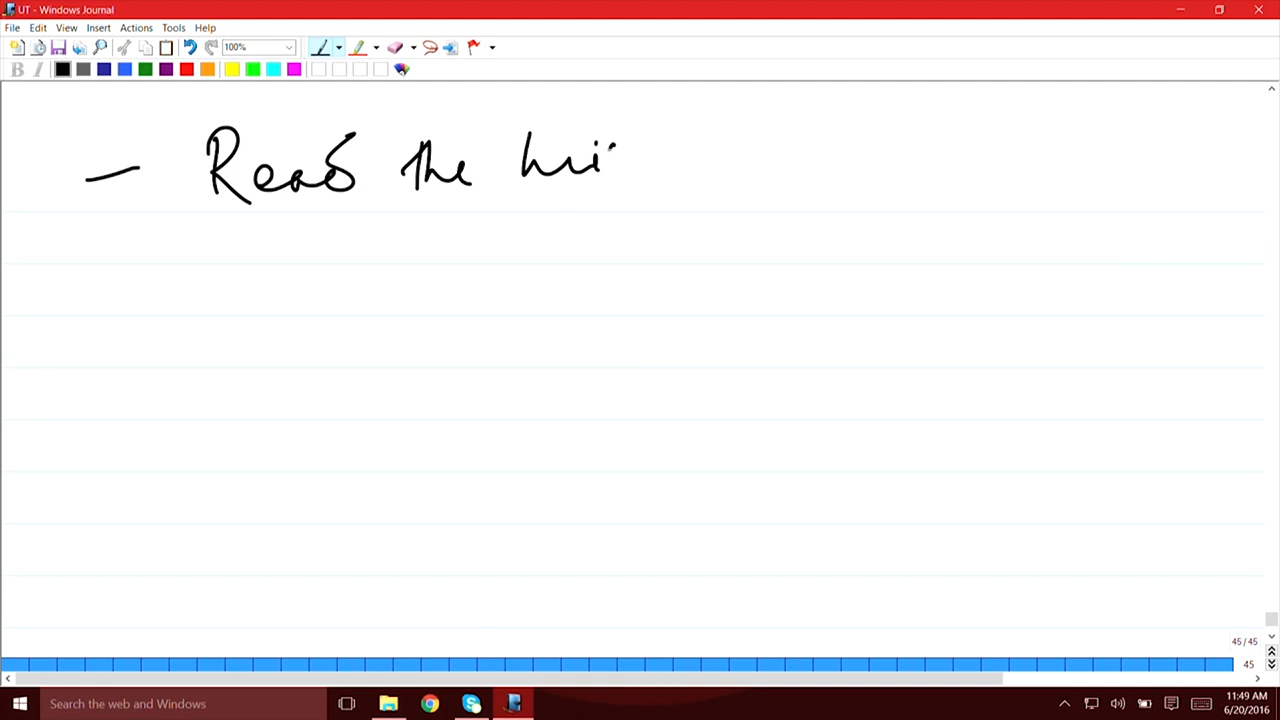 UT - Windows Journal
File Edit View Insert Actions Tools Help
100%
B I
— Read the
45 / 45
45
Search the web and Windows
11:49 AM
6/20/2016